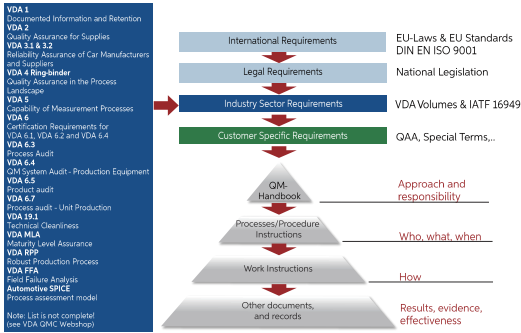 VDA 1
Documented Information and Retention
VDA 2
Quality Assurance for Supplies
VDA 3.1 & 3.2
Reliability Assurance of Car Manufacturers
and Suppliers
VDA 4 Ring-binder
Quality Assurance in the Process
Landscape
VDA 5
Capability of Measurement Processes
VDA 6
Certification Requirements for
VDA 6.1, VDA 6.2 and VDA 6.4
VDA 6.3
Process Audit
VDA 6.4
QM System Audit - Production Equipment
VDA 6.5
Product audit
VDA 6.7
Process audit - Unit Production
VDA 19.1
Technical Cleanliness
VDA MLA
Maturity Level Assurance
VDA RPP
Robust Production Process
VDA FFA
Field Failure Analysis
Automotive SPICE
Process assessment model
Note: List is not complete!
(see VDA QMC Webshop)
International Requirements
EU-Laws & EU Standards
DIN EN ISO 9001
Legal Requirements
National Legislation
Industry Sector Requirements
VDA Volumes & IATF 16949
Customer Specific Requirements
QAA, Special Terms,..
QM-
Handbook
Approach and
responsibility
Processes/Procedure
Instructions
Who, what, when
Work Instructions
How
Other documents,
and records
Results, evidence,
effectiveness